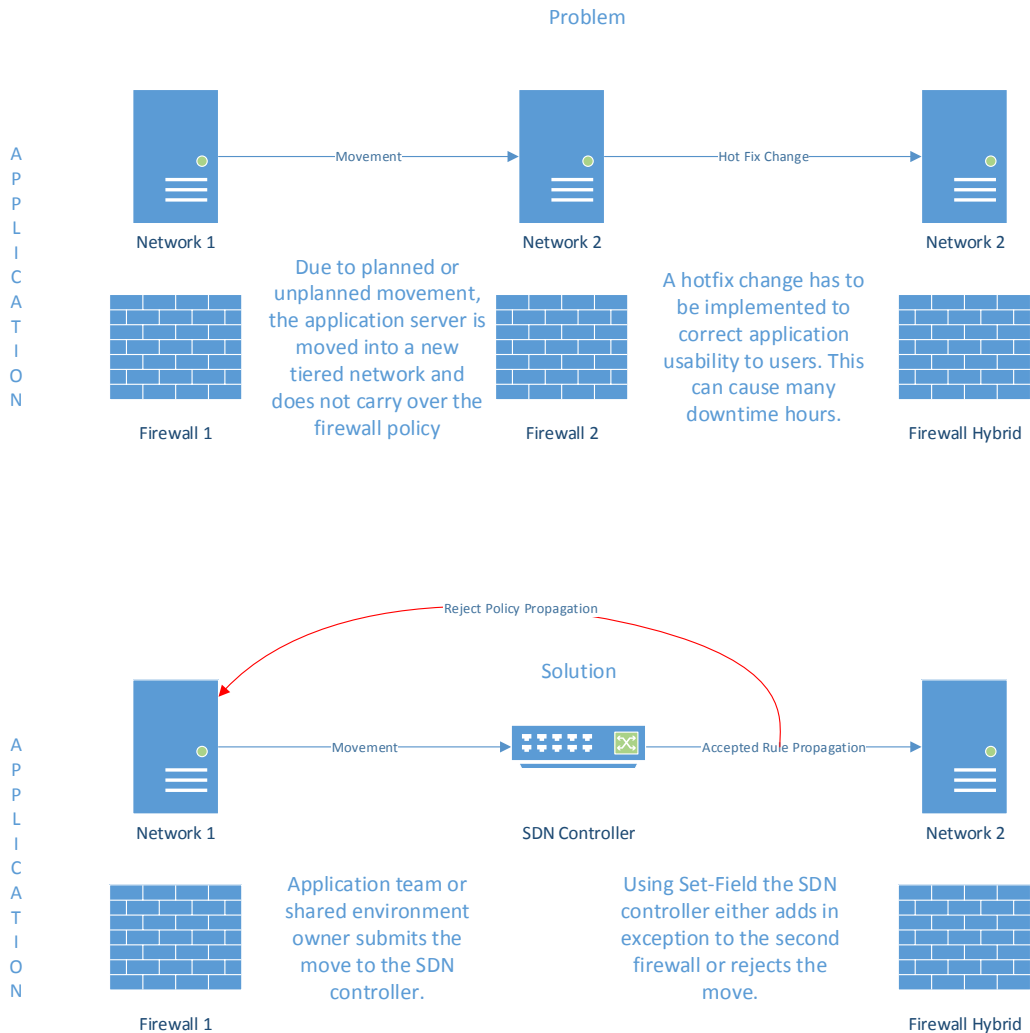 Problem
A
P
P
L
I
C
A
T
I
O
N
Movement
Hot Fix Change
Network 1
Network 2
Network 2
Due to planned or
unplanned movement,
the application server is
moved into a new
tiered network and
does not carry over the
firewall policy
A hotfix change has to
be implemented to
correct application
usability to users. This
can cause many
downtime hours.
Firewall 1
Firewall 2
Firewall Hybrid
Reject Policy Propagation
Solution
A
P
P
L
I
C
A
T
I
O
N
Movement
Accepted Rule Propagation
Network 1
SDN Controller
Network 2
Application team or
shared environment
owner submits the
move to the SDN
controller.
Using Set-Field the SDN
controller either adds in
exception to the second
firewall or rejects the
move.
Firewall 1
Firewall Hybrid